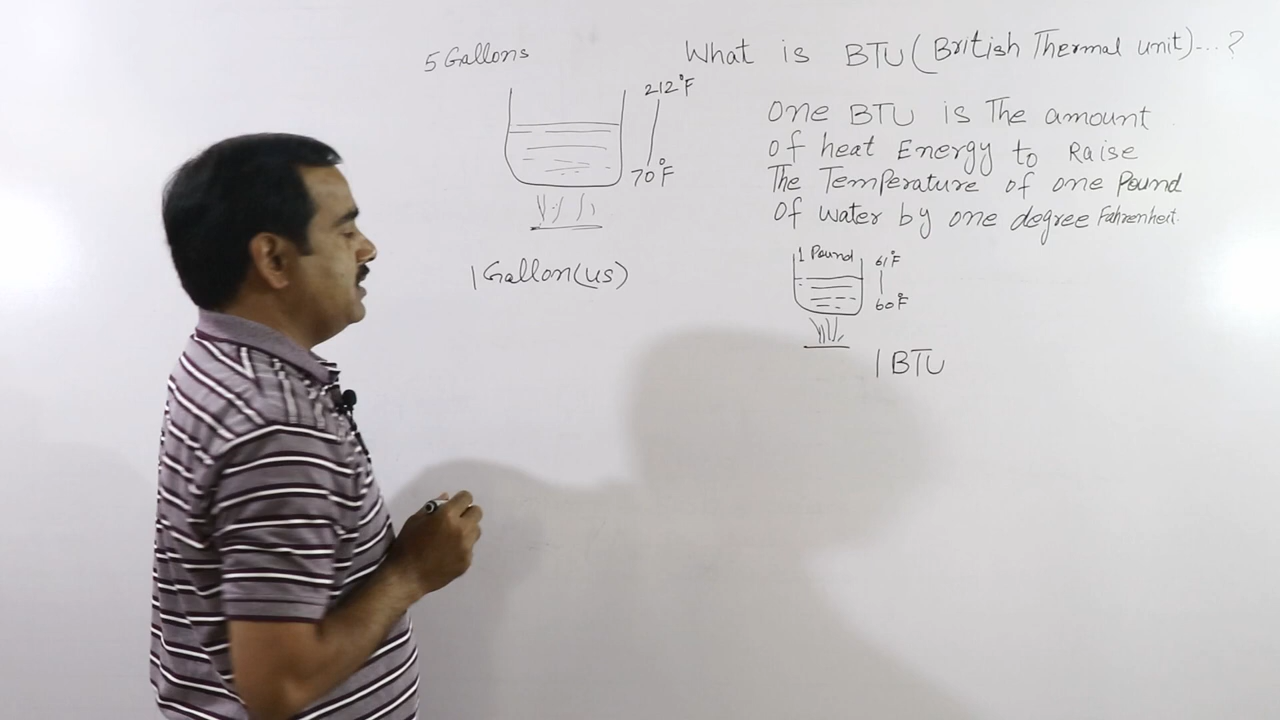 What is BTU (British Thermal unit)...?
One BTU is The amount
Of heat Energy to Raise
The Temperature of one Pound
Of water by one degree Fahrenheit.
1 Pound
61°F
60°F
1 BTU
5 Gallons
212°F
70°F
1 Gallon (us)